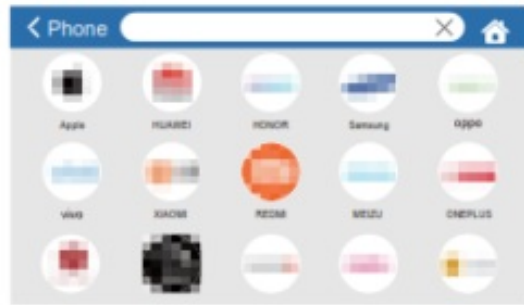 Phone
Apple HUAWEI HONOR Samsung oppo
vivo XIAOMI REDMI MEIZU ONEPLUS